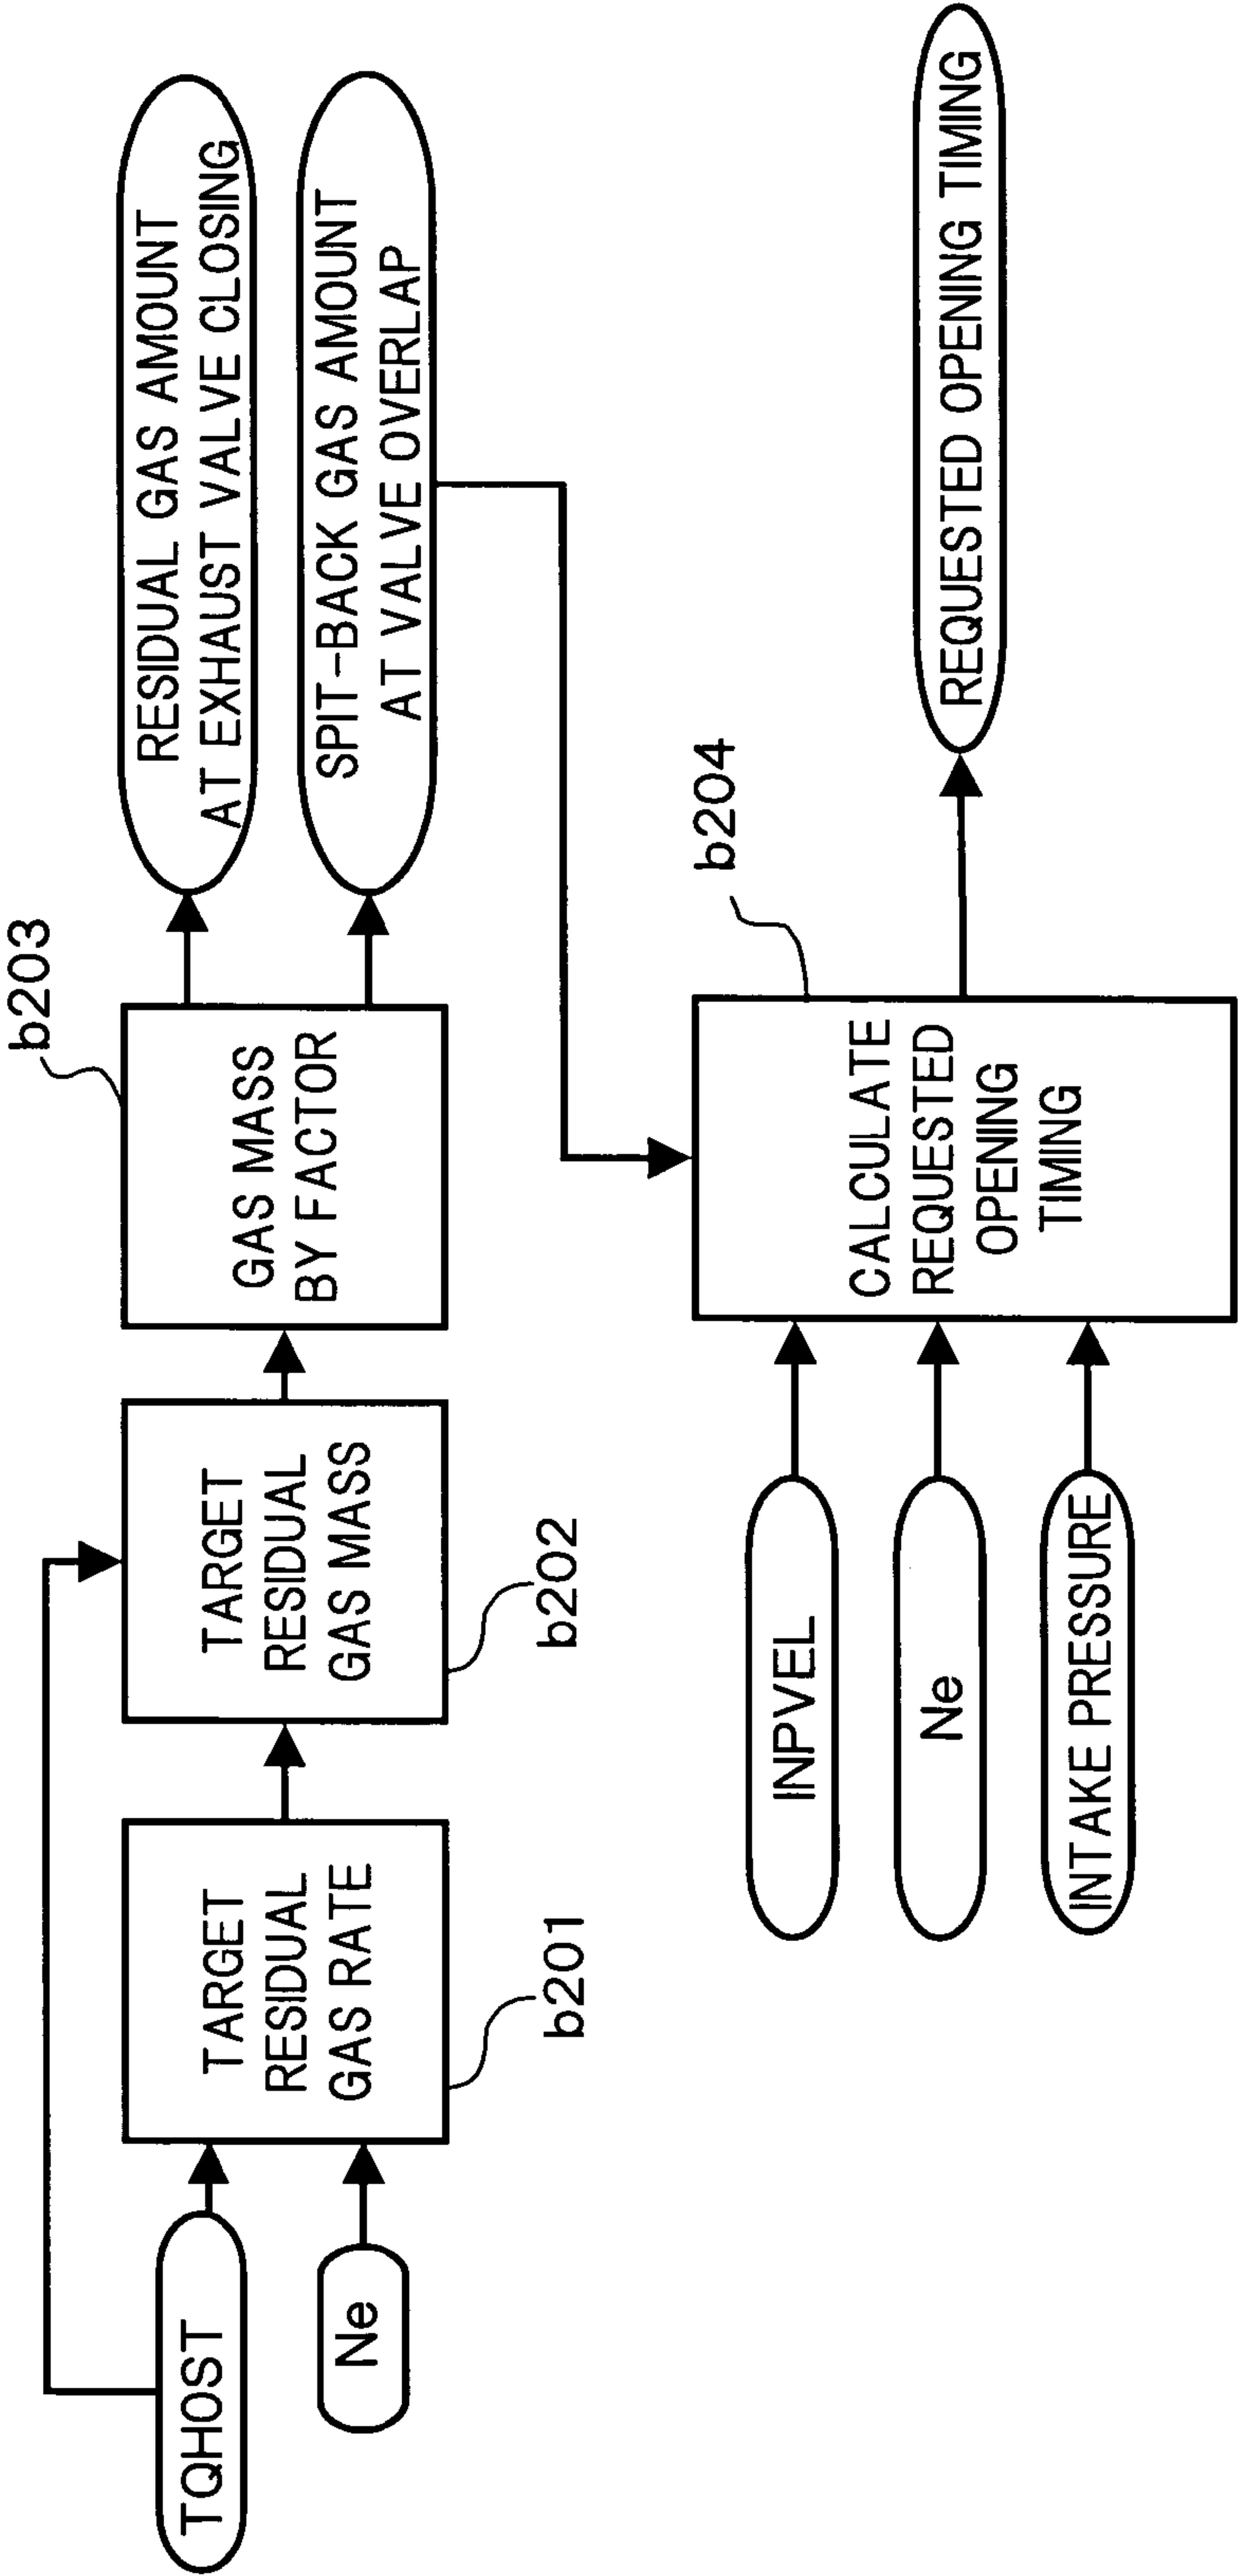 TQHOST
Ne
TARGET
RESIDUAL
GAS RATE
b201
TARGET
RESIDUAL
GAS MASS
b202
GAS MASS
BY FACTOR
b203
RESIDUAL GAS AMOUNT
AT EXHAUST VALVE CLOSING
SPIT-BACK GAS AMOUNT
AT VALVE OVERLAP
INPVEL
Ne
INTAKE PRESSURE
CALCULATE
REQUESTED
OPENING
TIMING
b204
REQUESTED OPENING TIMING